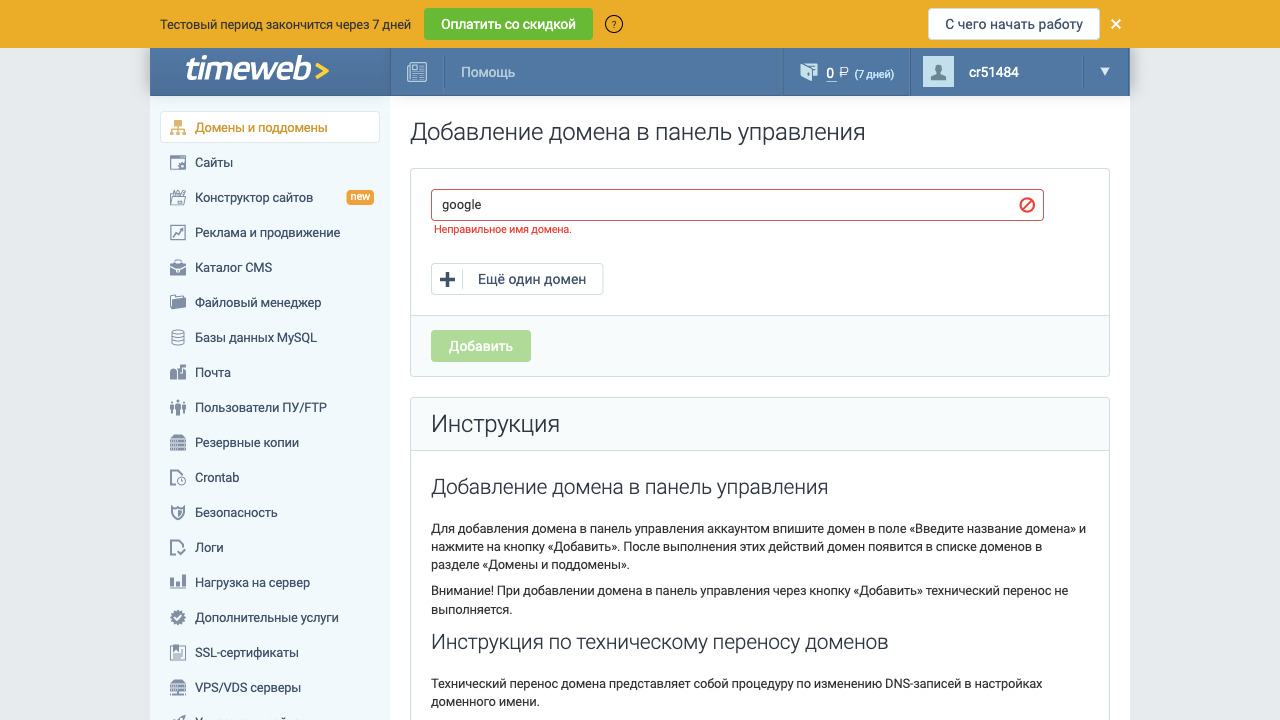 Тестовый период закончится через 7 дней
Оплатить со скидкой
?
С чего начать работу
timeweb>
Помощь
0 ₽ (7 дней)
cr51484
Домены и поддомены
Сайты
Конструктор сайтов
new
Реклама и продвижение
Каталог CMS
Файловый менеджер
Базы данных MySQL
Почта
Пользователи ПУ/FTP
Резервные копии
Crontab
Безопасность
Логи
Нагрузка на сервер
Дополнительные услуги
SSL-сертификаты
VPS/VDS серверы
Добавление домена в панель управления
google
Неправильное имя домена.
Ещё один домен
Добавить
Инструкция
Добавление домена в панель управления
Для добавления домена в панель управления аккаунтом впишите домен в поле «Введите название домена» и
нажмите на кнопку «Добавить». После выполнения этих действий домен появится в списке доменов в
разделе «Домены и поддомены».
Внимание! При добавлении домена в панель управления через кнопку «Добавить» технический перенос не
выполняется.
Инструкция по техническому переносу доменов
Технический перенос домена представляет собой процедуру по изменению DNS-записей в настройках
доменного имени.